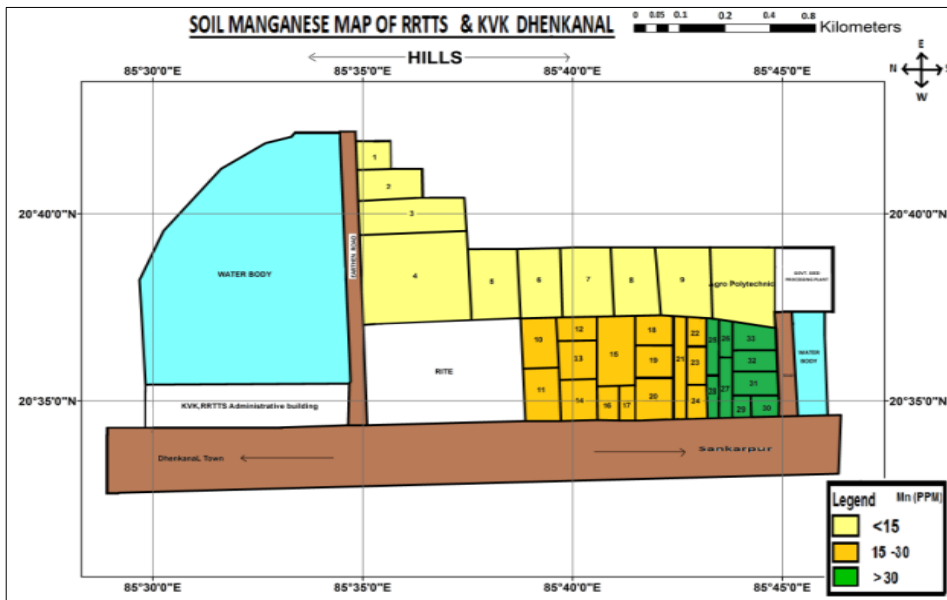 SOIL MANGANESE MAP OF RRTTS & KVK DHENKANAL
0 0.05 0.1 0.2 0.4 0.8
Kilometers
HILLS
E
N S
W
85°30'0"E 85°35'0"E 85°40'0"E 85°45'0"E
20°40'0"N 20°40'0"N
20°35'0"N 20°35'0"N
1
2
3
4
5 6 7 8 9 gro Polytechnic
GOVT. SEED
PROCESSING PLANT
WATER BODY
EARTHEN ROAD
RITE
10 12 18 22 25 26 33
13 15 19 21 23 32
11 14 16 17 20 24 28 27 31
29 30
WATER
BODY
KVK,RRTTS Administrative building
DhenkanaL Town
Sankarpur
Legend Mn (PPM)
<15
15 -30
>30
85°30'0"E 85°35'0"E 85°40'0"E 85°45'0"E